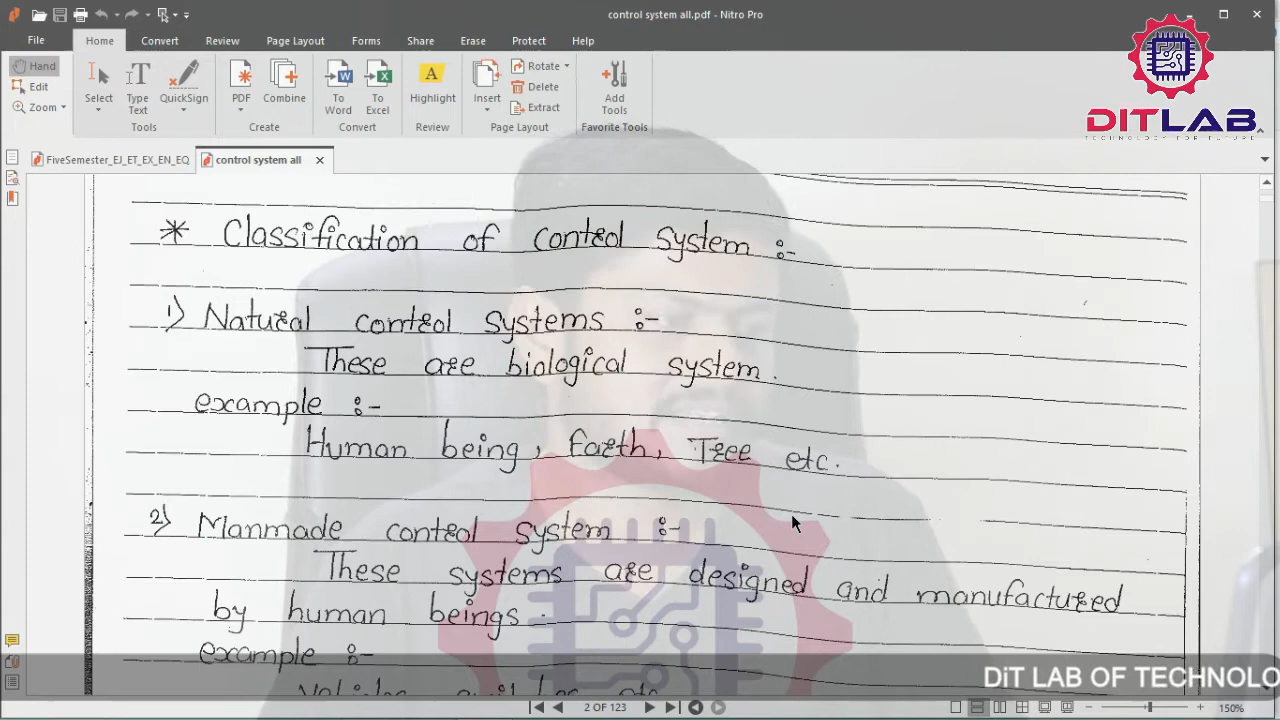 control system all.pdf - Nitro Pro
File Home Convert Review Page Layout Forms Share Erase Protect Help
Hand
Edit
Zoom
Select
Type Text
QuickSign
Tools
PDF
Combine
Create
To Word
To Excel
Convert
Highlight
Review
Insert
Rotate
Delete
Extract
Page Layout
Add Tools
Favorite Tools
DITLAB
TECHNOLOGY FOR FUTURE
FiveSemester_EJ_ET_EX_EN_EQ
control system all
* Classification of control system :-
1) Natural control systems :-
These are biological system.
example :-
Human being, Earth, Tree etc.
2) Manmade control system :-
These systems are designed and manufactured
by human beings.
example :-
DiT LAB OF TECHNOLO
2 OF 123
150%